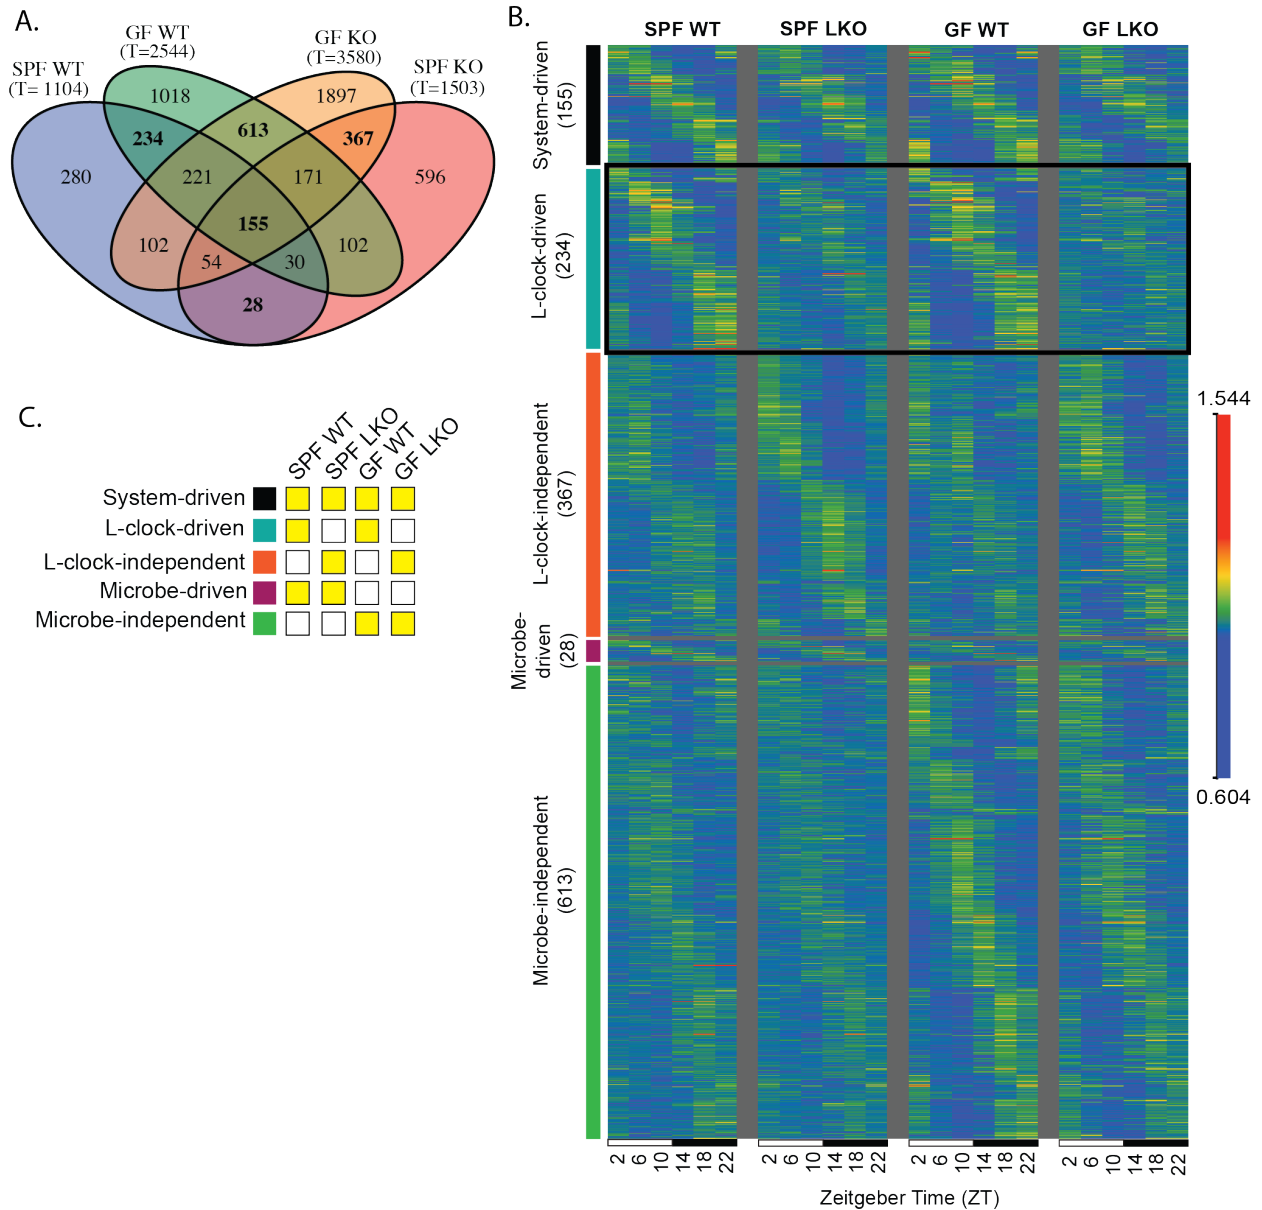 A.
GF WT
(T=2544)
GF KO
(T=3580)
SPF WT
(T= 1104)
SPF KO
(T=1503)
1018
1897
234
613
367
280
221
171
596
155
102
102
54
30
28
B.
SPF WT
SPF LKO
GF WT
GF LKO
System-driven
(155)
L-clock-driven
(234)
L-clock-independent
(367)
Microbe-
driven
(28)
Microbe-independent
(613)
1.544
0.604
2 6 10 14 18 22
2 6 10 14 18 22
2 6 10 14 18 22
2 6 10 14 18 22
Zeitgeber Time (ZT)
C.
SPF WT
SPF LKO
GF WT
GF LKO
System-driven
L-clock-driven
L-clock-independent
Microbe-driven
Microbe-independent